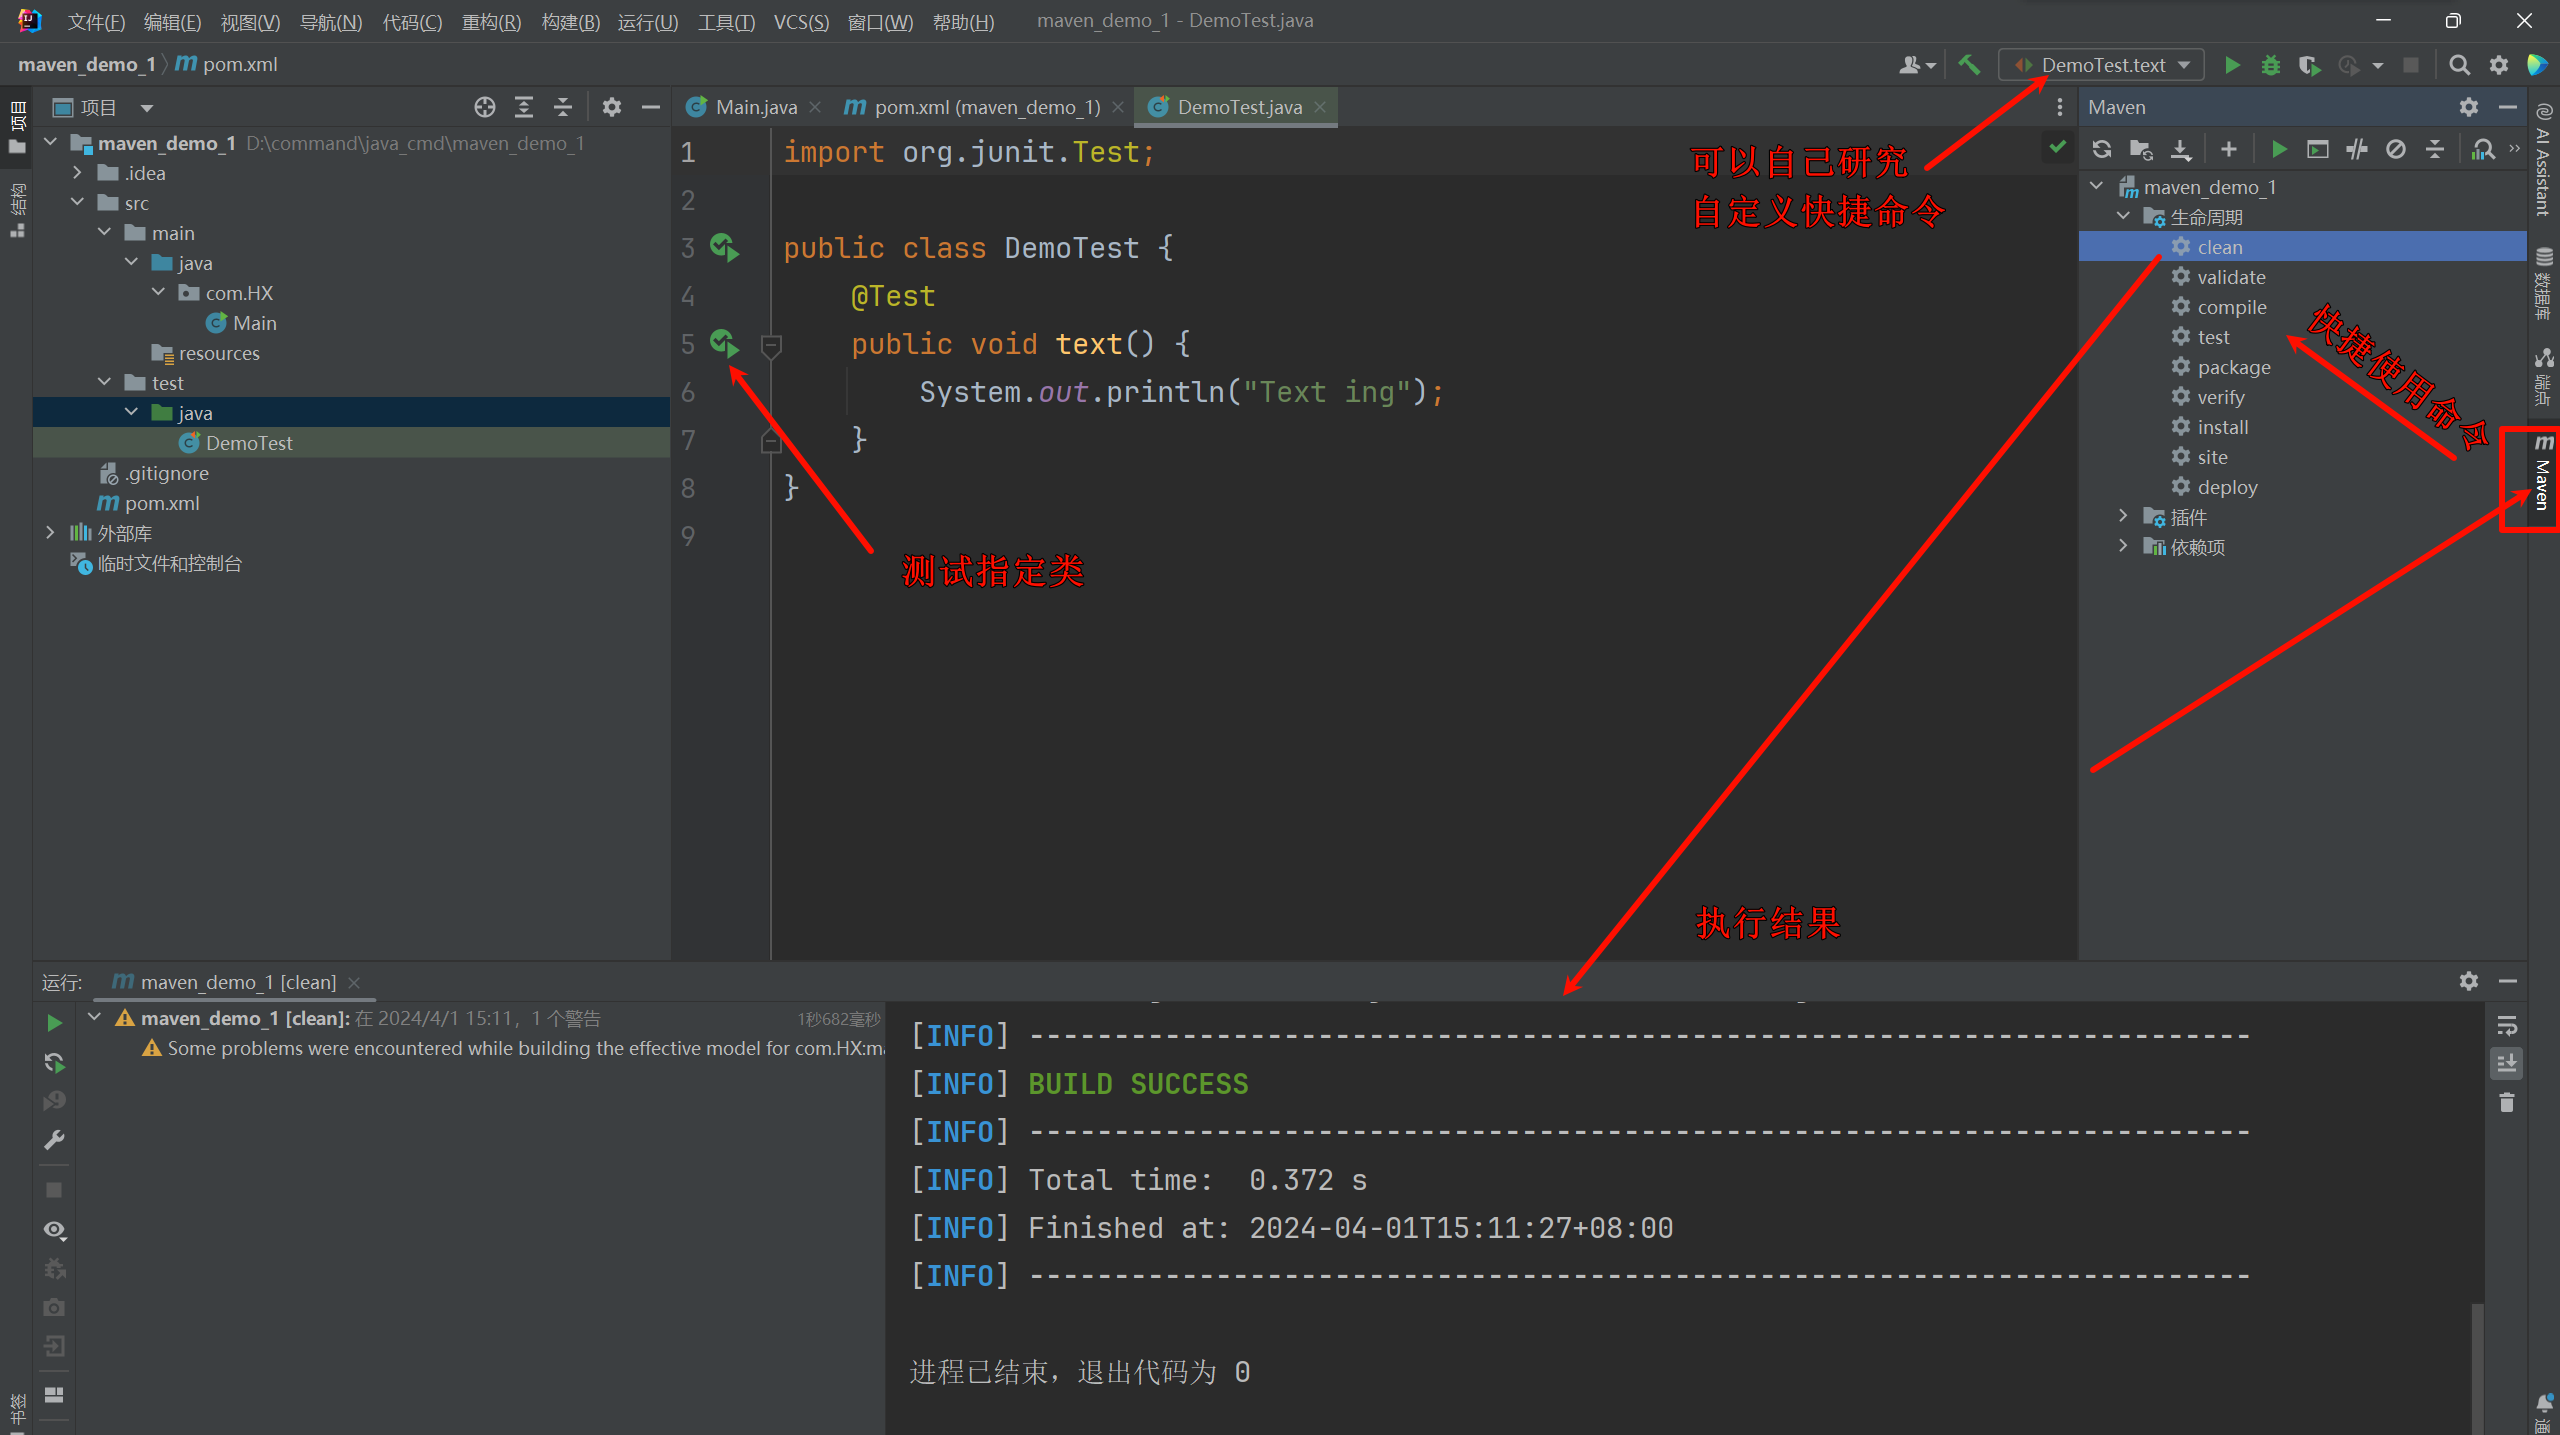 文件(F) 编辑(E) 视图(V) 导航(N) 代码(C) 重构(R) 构建(B) 运行(U) 工具(T) VCS(S) 窗口(W) 帮助(H) maven_demo_1 - DemoTest.java
maven_demo_1 pom.xml
DemoTest.text
项目
Main.java
pom.xml (maven_demo_1)
DemoTest.java
Maven
项目
结构
书签
maven_demo_1 D:\command\java_cmd\maven_demo_1
.idea
src
main
java
com.HX
Main
resources
test
java
DemoTest
.gitignore
pom.xml
外部库
临时文件和控制台
1 import org.junit.Test;
2
3 public class DemoTest {
4 @Test
5 public void text() {
6 System.out.println("Text ing");
7 }
8 }
9
可以自己研究
自定义快捷命令
测试指定类
执行结果
快捷使用命令
maven_demo_1
生命周期
clean
validate
compile
test
package
verify
install
site
deploy
插件
依赖项
AI Assistant
数据库
端点
Maven
运行: maven_demo_1 [clean]
maven_demo_1 [clean]: 在 2024/4/1 15:11，1 个警告 1秒682毫秒
Some problems were encountered while building the effective model for com.HX:ma
[INFO] ------------------------------------------------------------------------
[INFO] BUILD SUCCESS
[INFO] ------------------------------------------------------------------------
[INFO] Total time:  0.372 s
[INFO] Finished at: 2024-04-01T15:11:27+08:00
[INFO] ------------------------------------------------------------------------
进程已结束，退出代码为 0